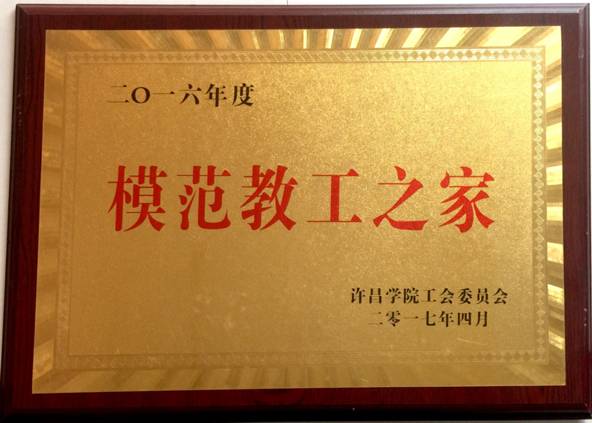 二〇一六年度
模范教工之家
许昌学院工会委员会
二零一七年四月